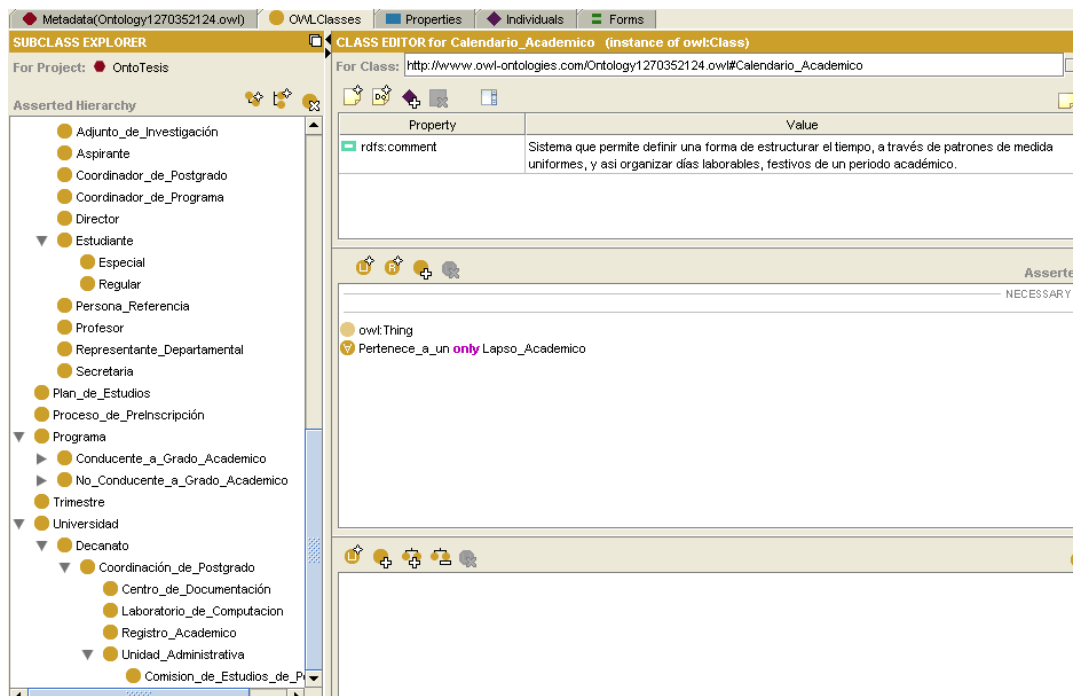 Metadata(Ontology1270352124.owl) OWLClasses Properties Individuals Forms
SUBCLASS EXPLORER
For Project: OntoTesis
Asserted Hierarchy
Adjunto_de_Investigación
Aspirante
Coordinador_de_Postgrado
Coordinador_de_Programa
Director
Estudiante
Especial
Regular
Persona_Referencia
Profesor
Representante_Departamental
Secretaria
Plan_de_Estudios
Proceso_de_PreInscripción
Programa
Conducente_a_Grado_Academico
No_Conducente_a_Grado_Academico
Trimestre
Universidad
Decanato
Coordinación_de_Postgrado
Centro_de_Documentación
Laboratorio_de_Computacion
Registro_Academico
Unidad_Administrativa
Comision_de_Estudios_de_P
CLASS EDITOR for Calendario_Academico (instance of owl:Class)
For Class: http://www.owl-ontologies.com/Ontology1270352124.owl#Calendario_Academico
Property Value
rdfs:comment Sistema que permite definir una forma de estructurar el tiempo, a través de patrones de medida
uniformes, y asi organizar días laborables, festivos de un periodo académico.
Asserte
NECESSARY
owl:Thing
Pertenece_a_un only Lapso_Academico